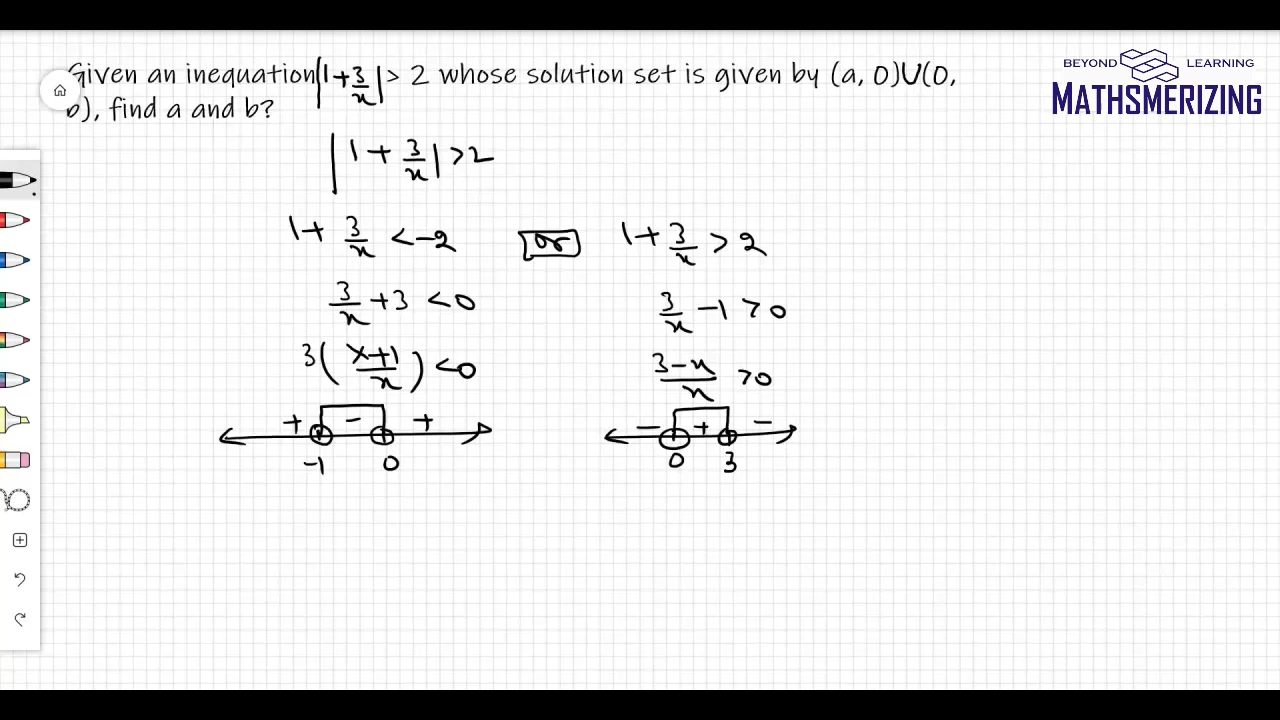 Given an inequation |1+3/x| > 2 whose solution set is given by (a, 0)U(0,
b), find a and b?
BEYOND LEARNING
MATHSMERIZING
|1 + 3/x| > 2
1 + 3/x < -2 or 1 + 3/x > 2
3/x + 3 < 0 3/x - 1 > 0
3(x+1/x) < 0 3-x/x > 0
+ - + - + -
-1 0 0 3